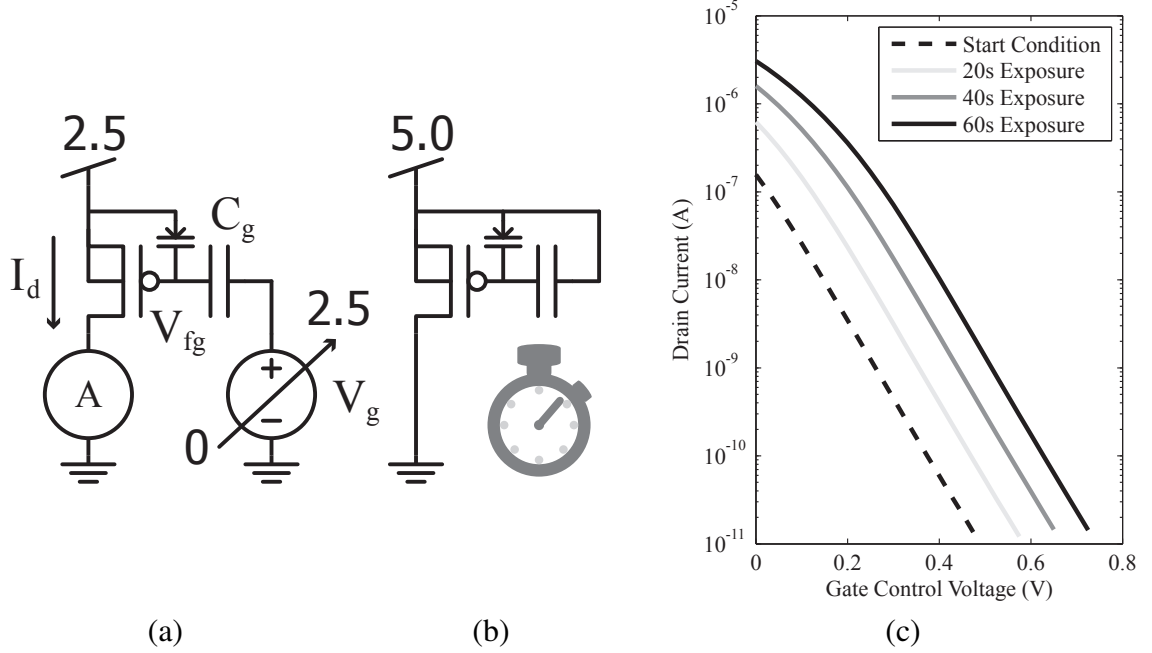 2.5
C_g
I_d
V_fg
2.5
A
+
−
V_g
0
(a)
5.0
(b)
Start Condition
20s Exposure
40s Exposure
60s Exposure
Drain Current (A)
10^-5
10^-6
10^-7
10^-8
10^-9
10^-10
10^-11
0 0.2 0.4 0.6 0.8
Gate Control Voltage (V)
(c)